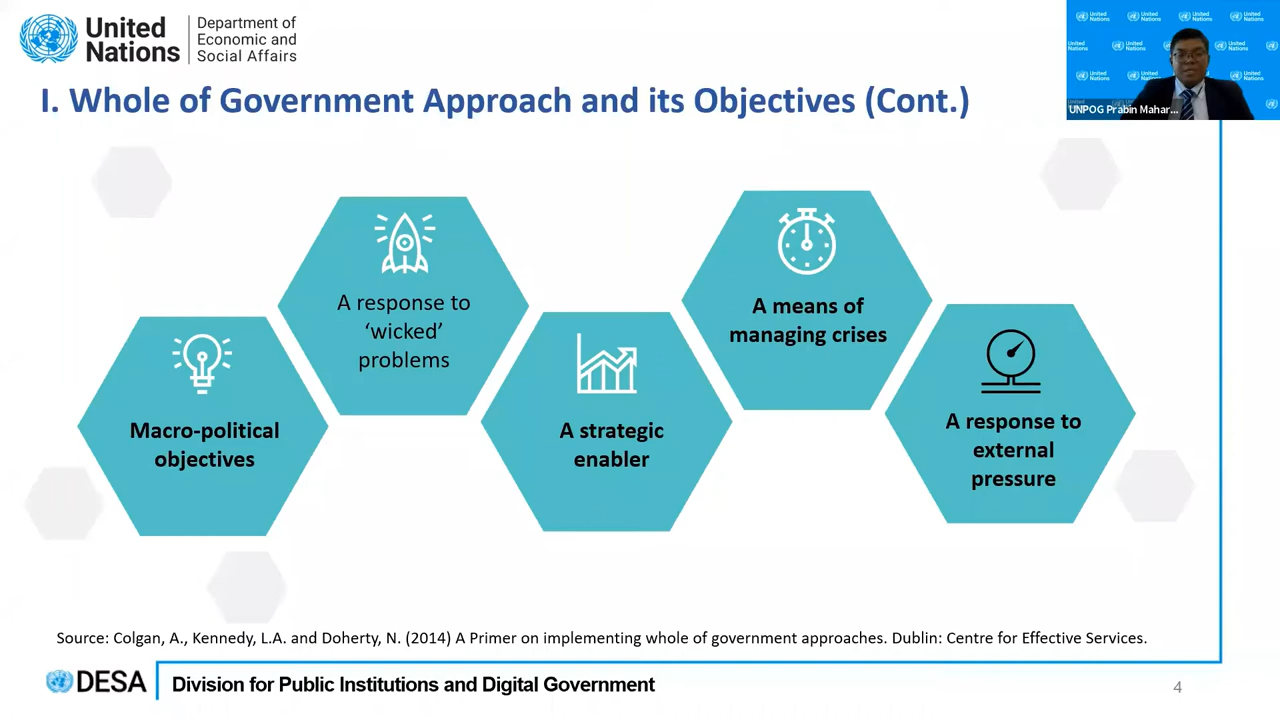 United
Nations
Department of
Economic and
Social Affairs
I. Whole of Government Approach and its Objectives (Cont.)
UNPOG Prabin Mahar...
Macro-political
objectives
A response to
‘wicked’
problems
A strategic
enabler
A means of
managing crises
A response to
external
pressure
Source: Colgan, A., Kennedy, L.A. and Doherty, N. (2014) A Primer on implementing whole of government approaches. Dublin: Centre for Effective Services.
DESA
Division for Public Institutions and Digital Government
4